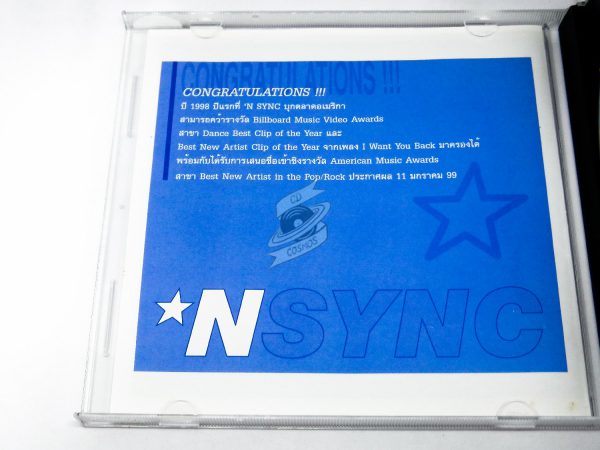 CONGRATULATIONS !!!
CONGRATULATIONS !!!
ปี 1998 ปีแรกที่ *N SYNC บุกตลาดอเมริกา
สามารถคว้ารางวัล Billboard Music Video Awards
สาขา Dance Best Clip of the Year และ
Best New Artist Clip of the Year จากเพลง I Want You Back มาครองได้
พร้อมกับได้รับการเสนอชื่อเข้าชิงรางวัล American Music Awards
สาขา Best New Artist in the Pop/Rock ประกาศผล 11 มกราคม 99
CD
COSMOS
*NSYNC